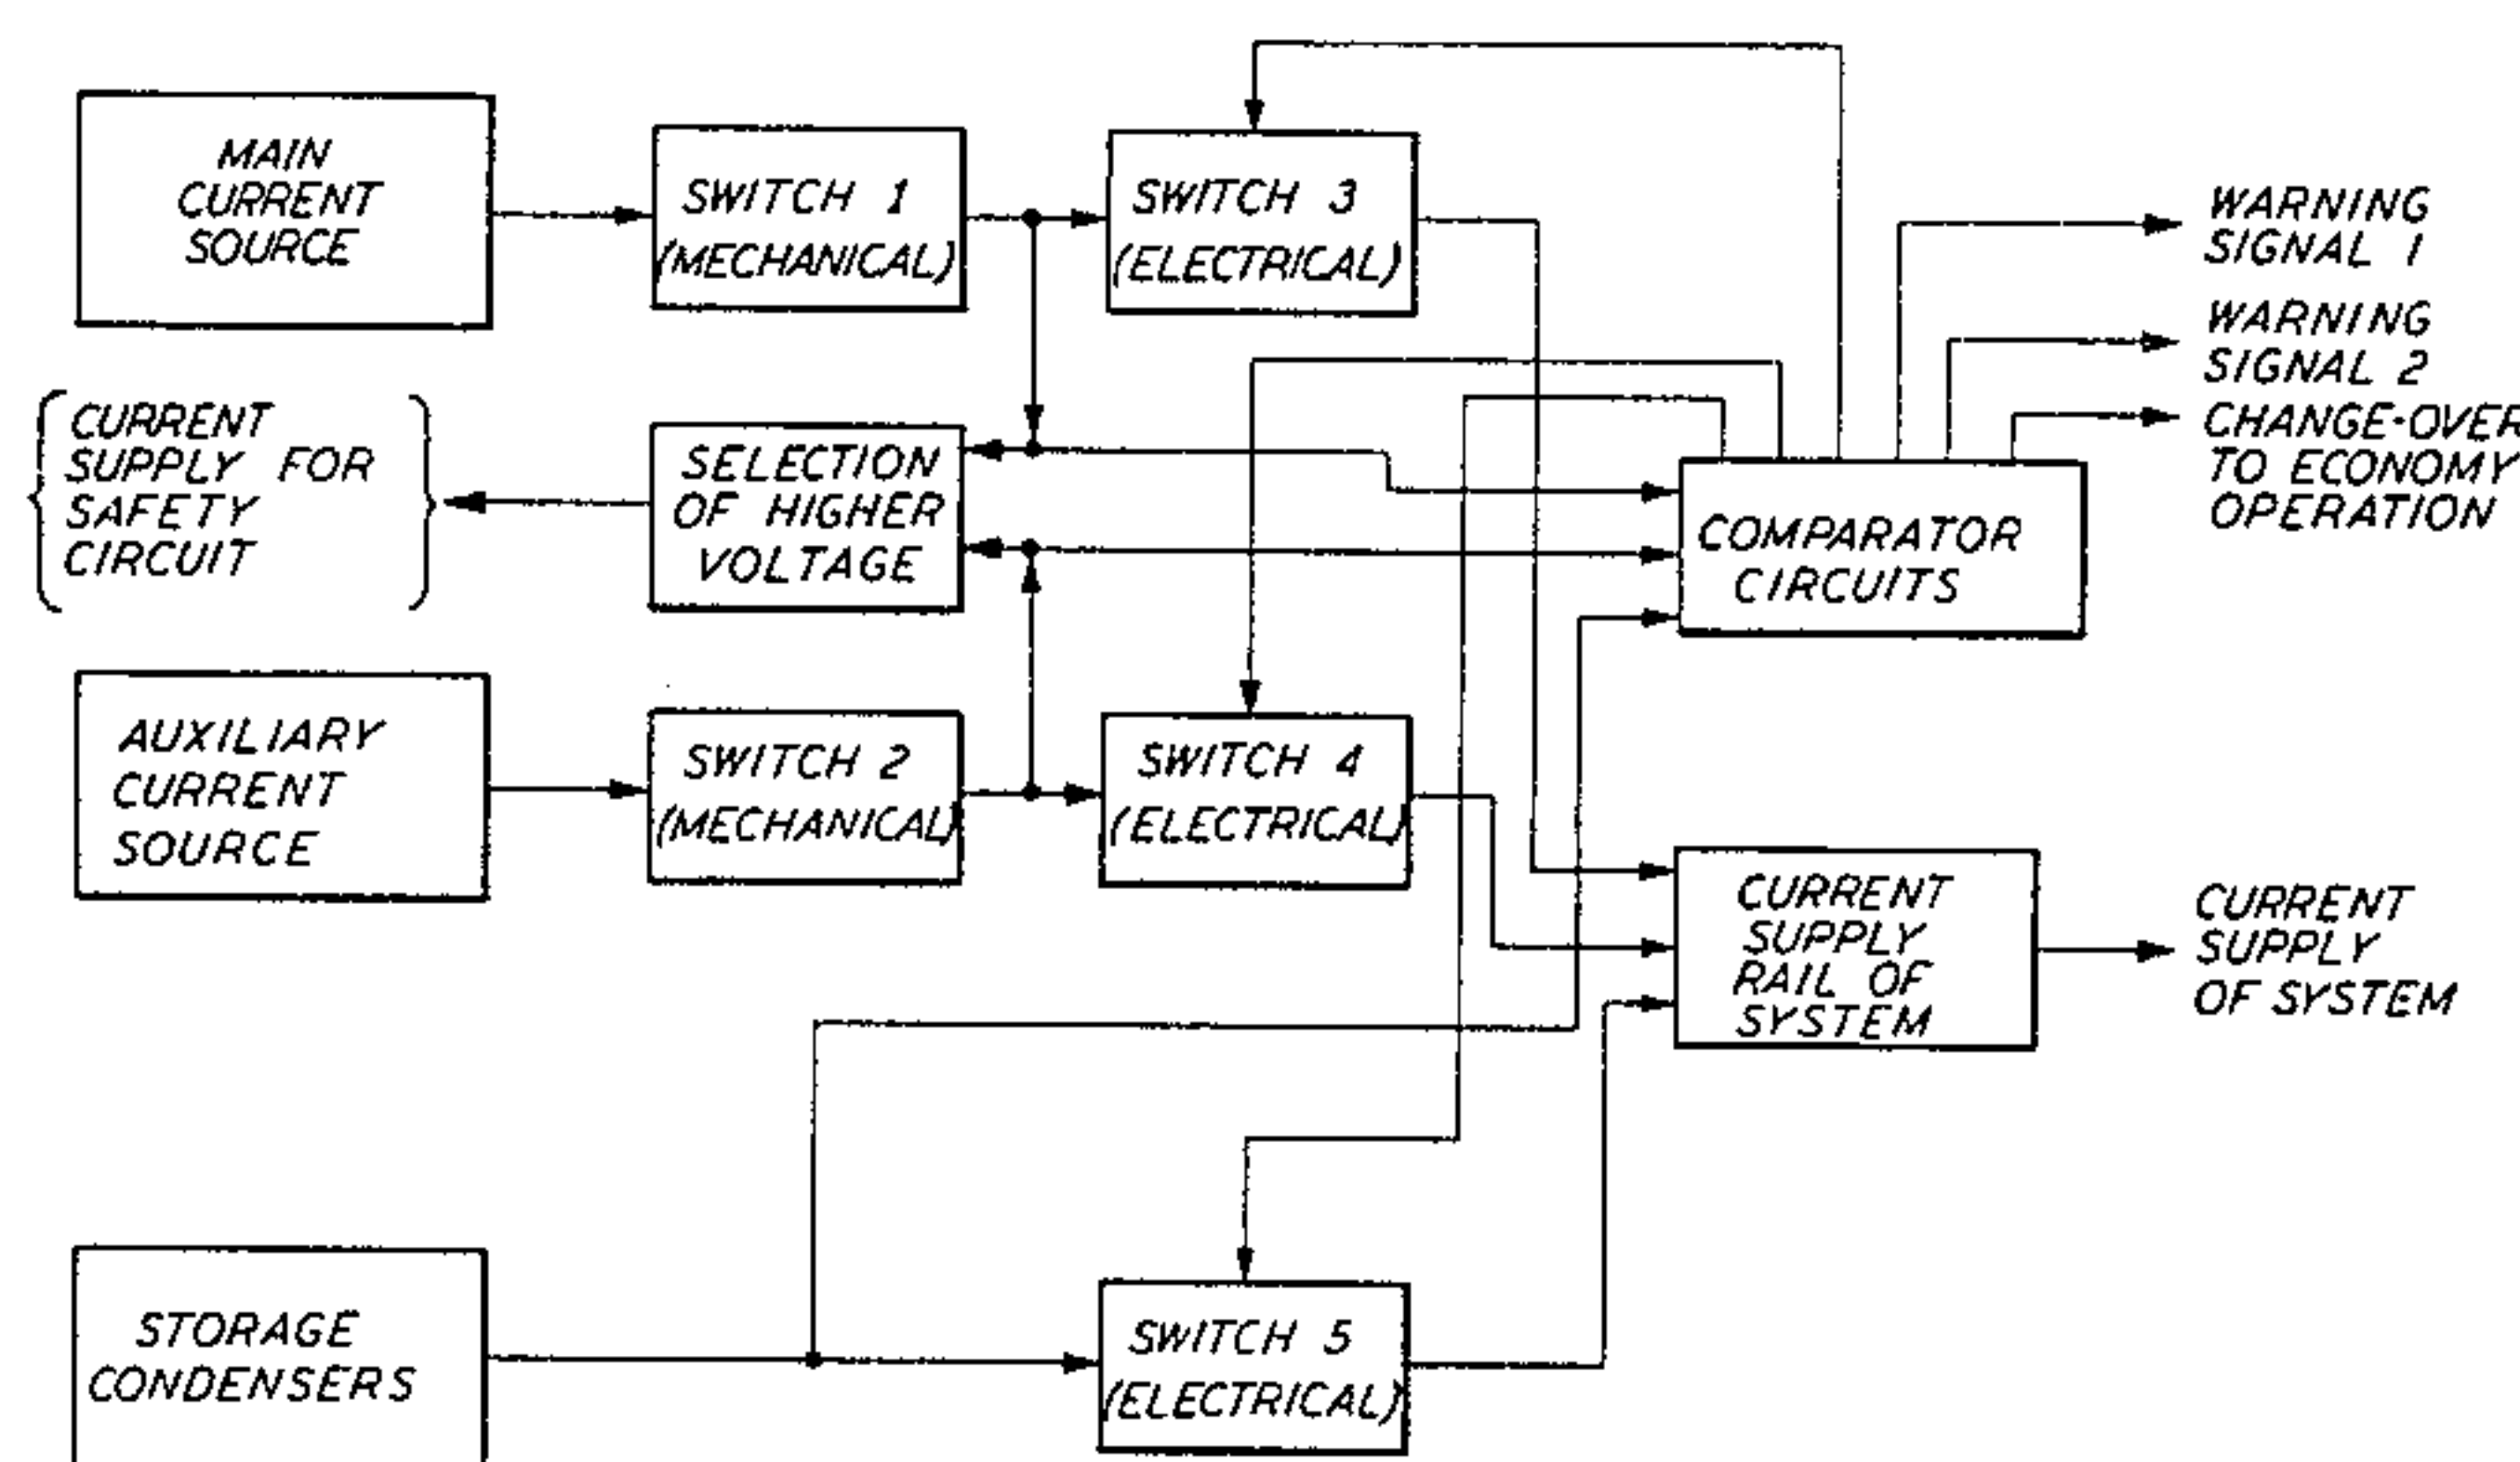 MAIN
CURRENT
SOURCE
SWITCH 1
(MECHANICAL)
SWITCH 3
(ELECTRICAL)
WARNING
SIGNAL 1
WARNING
SIGNAL 2
CHANGE-OVER
TO ECONOMY
OPERATION
CURRENT
SUPPLY FOR
SAFETY
CIRCUIT
SELECTION
OF HIGHER
VOLTAGE
COMPARATOR
CIRCUITS
AUXILIARY
CURRENT
SOURCE
SWITCH 2
(MECHANICAL)
SWITCH 4
(ELECTRICAL)
CURRENT
SUPPLY
RAIL OF
SYSTEM
CURRENT
SUPPLY
OF SYSTEM
STORAGE
CONDENSERS
SWITCH 5
(ELECTRICAL)